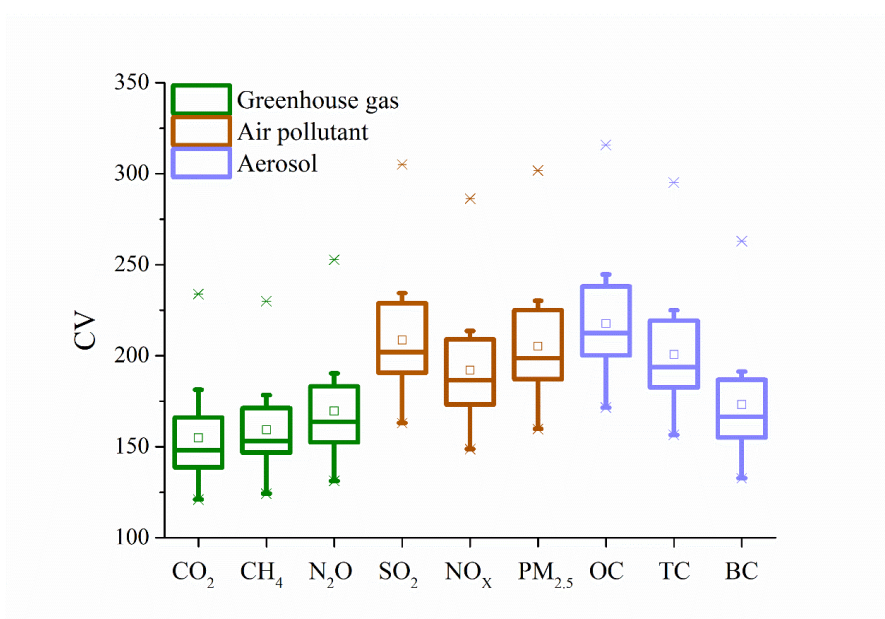 350
300
250
200
150
100
CV
Greenhouse gas
Air pollutant
Aerosol
CO₂ CH₄ N₂O SO₂ NOₓ PM₂.₅ OC TC BC